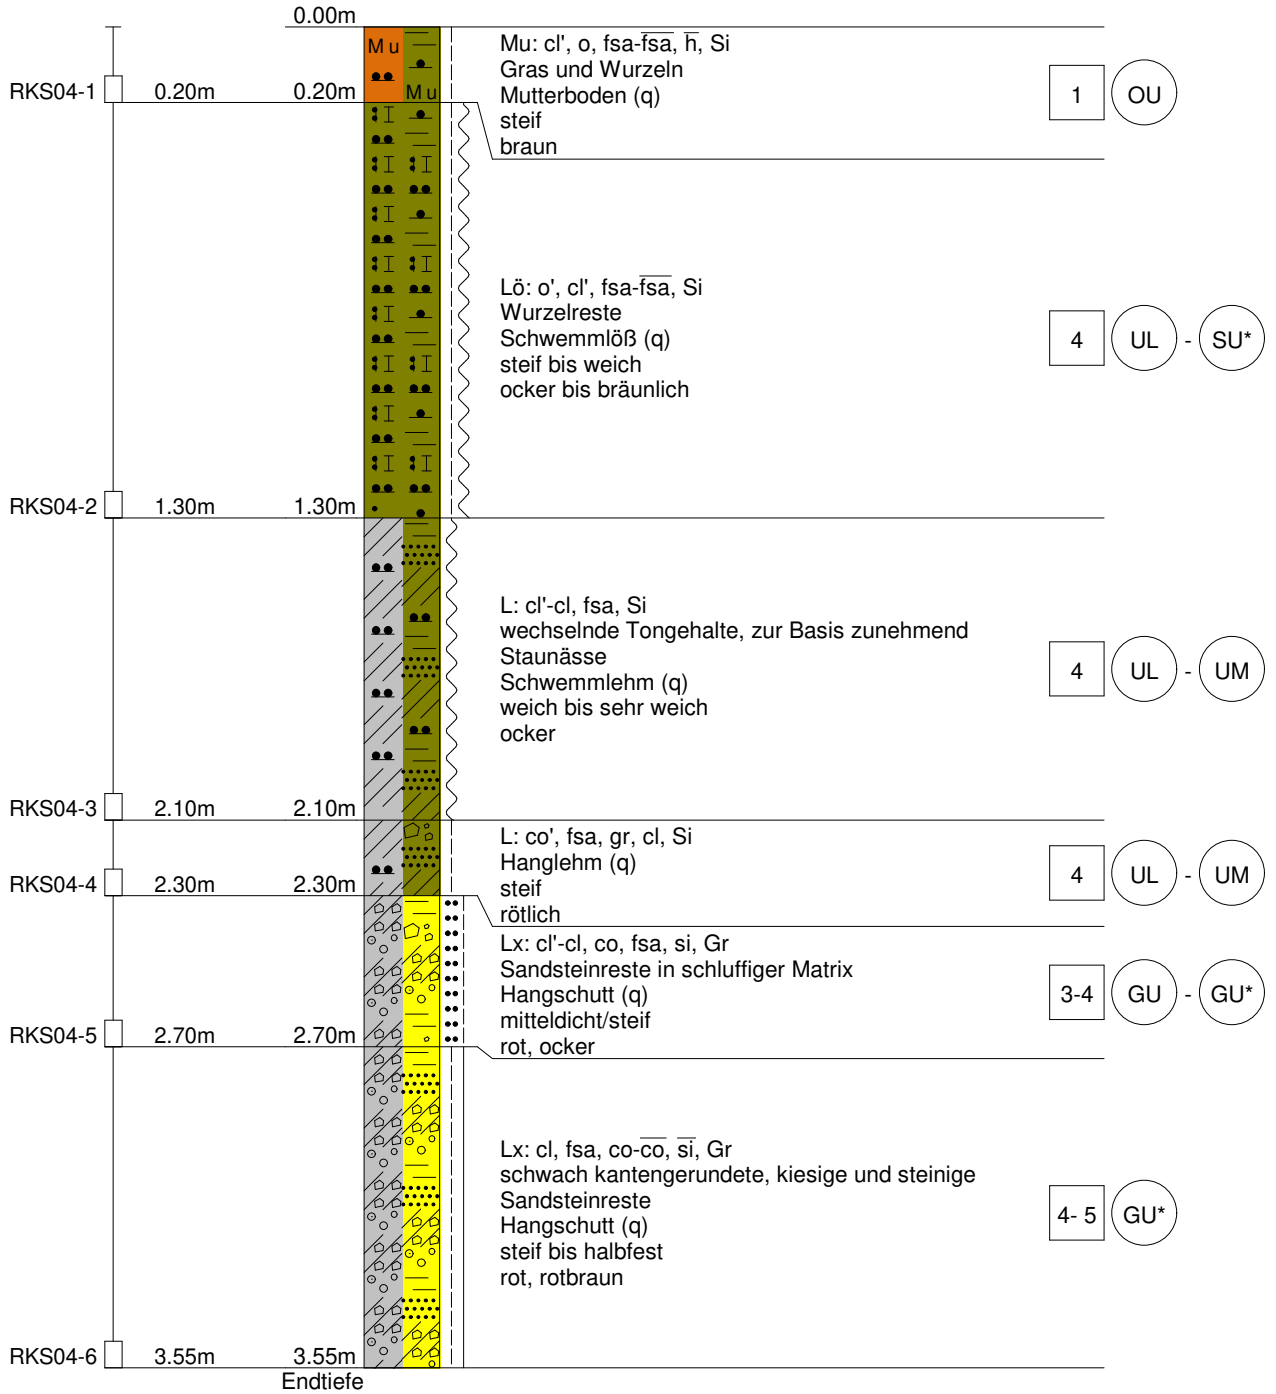 0.00m
Mu
Mu
RKS04-1 0.20m 0.20m
Mu: cl', o, fsa-f̅s̅a̅, h̅, Si
Gras und Wurzeln
Mutterboden (q)
steif
braun
1 OU
Lö: o', cl', fsa-f̅s̅a̅, Si
Wurzelreste
Schwemmlöß (q)
steif bis weich
ocker bis bräunlich
4 UL - SU*
RKS04-2 1.30m 1.30m
L: cl'-cl, fsa, Si
wechselnde Tongehalte, zur Basis zunehmend
Staunässe
Schwemmlehm (q)
weich bis sehr weich
ocker
4 UL - UM
RKS04-3 2.10m 2.10m
L: co', fsa, gr, cl, Si
Hanglehm (q)
steif
rötlich
4 UL - UM
RKS04-4 2.30m 2.30m
Lx: cl'-cl, co, fsa, si, Gr
Sandsteinreste in schluffiger Matrix
Hangschutt (q)
mitteldicht/steif
rot, ocker
3-4 GU - GU*
RKS04-5 2.70m 2.70m
Lx: cl, fsa, co-c̅o̅, s̅i̅, Gr
schwach kantengerundete, kiesige und steinige
Sandsteinreste
Hangschutt (q)
steif bis halbfest
rot, rotbraun
4- 5 GU*
RKS04-6 3.55m 3.55m
Endtiefe